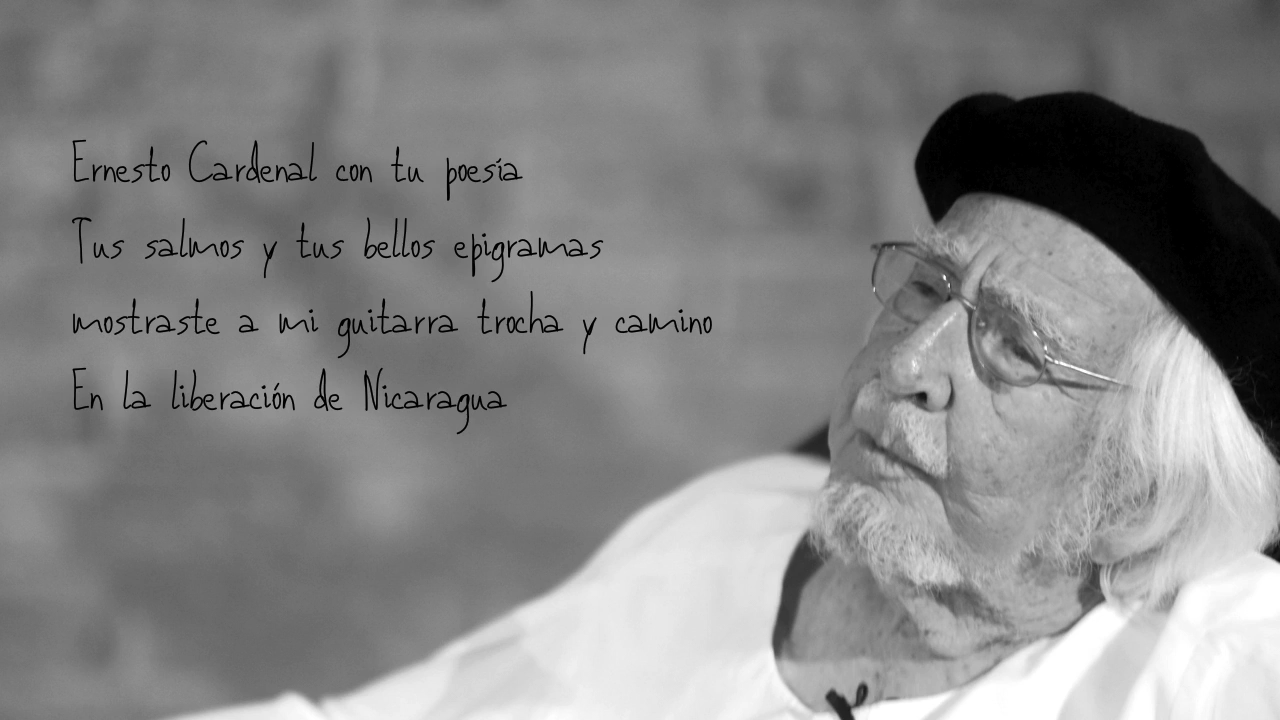 Ernesto Cardenal con tu poesía
Tus salmos y tus bellos epigramas
mostraste a mi guitarra trocha y camino
En la liberación de Nicaragua